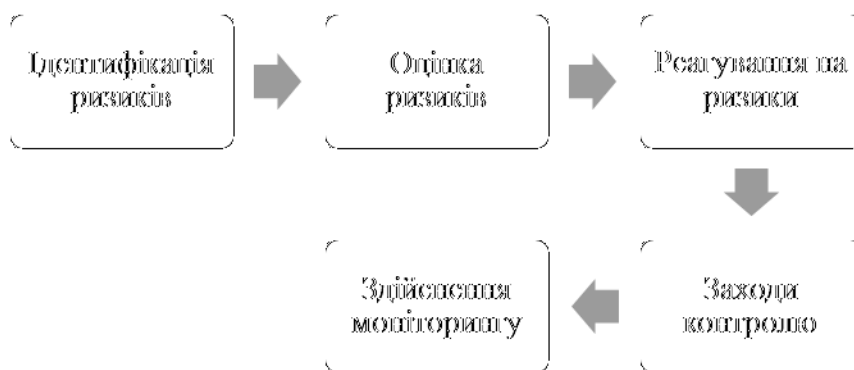 Ідентифікація
ризиків
Оцінка
ризиків
Реагування на
ризики
Заходи
контролю
Здійснення
моніторингу